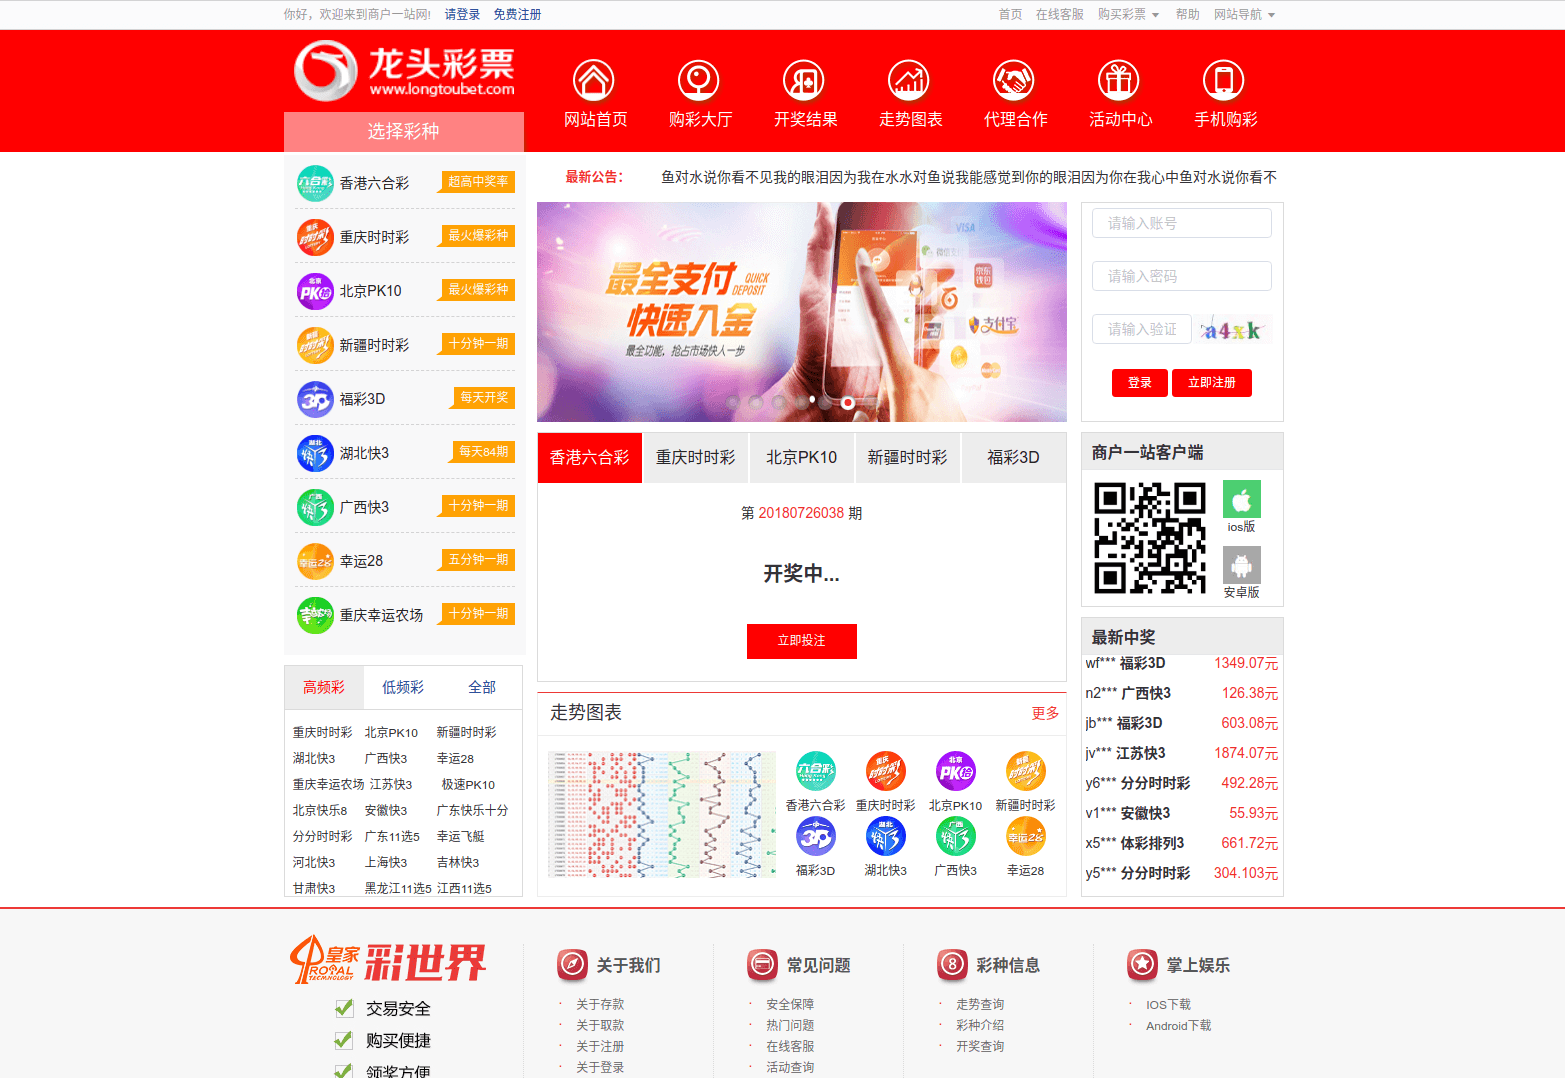 你好，欢迎来到商户一站网! 请登录 免费注册
首页 在线客服 购买彩票 帮助 网站导航
龙头彩票
www.longtoubet.com
网站首页 购彩大厅 开奖结果 走势图表 代理合作 活动中心 手机购彩
选择彩种
香港六合彩 超高中奖率
重庆时时彩 最火爆彩种
北京PK10 最火爆彩种
新疆时时彩 十分钟一期
福彩3D 每天开奖
湖北快3 每天84期
广西快3 十分钟一期
幸运28 五分钟一期
重庆幸运农场 十分钟一期
高频彩 低频彩 全部
重庆时时彩 北京PK10 新疆时时彩
湖北快3 广西快3 幸运28
重庆幸运农场 江苏快3 极速PK10
北京快乐8 安徽快3 广东快乐十分
分分时时彩 广东11选5 幸运飞艇
河北快3 上海快3 吉林快3
甘肃快3 黑龙江11选5 江西11选5
最新公告： 鱼对水说你看不见我的眼泪因为我在水水对鱼说我能感觉到你的眼泪因为你在我心中鱼对水说你看不
最全支付 QUICK DEPOSIT
快速入金
最全功能，抢占市场快人一步
VISA
微信支付
京东钱包
支付宝
香港六合彩 重庆时时彩 北京PK10 新疆时时彩 福彩3D
第 20180726038 期
开奖中...
立即投注
走势图表 更多
香港六合彩 重庆时时彩 北京PK10 新疆时时彩
福彩3D 湖北快3 广西快3 幸运28
请输入账号
请输入密码
请输入验证 a4xk
登录 立即注册
商户一站客户端
ios版
安卓版
最新中奖
wf*** 福彩3D 1349.07元
n2*** 广西快3 126.38元
jb*** 福彩3D 603.08元
jv*** 江苏快3 1874.07元
y6*** 分分时时彩 492.28元
v1*** 安徽快3 55.93元
x5*** 体彩排列3 661.72元
y5*** 分分时时彩 304.103元
皇家 彩世界
ROYAL
TECHNOLOGY
交易安全
购买便捷
领奖方便
关于我们
关于存款
关于取款
关于注册
关于登录
常见问题
安全保障
热门问题
在线客服
活动查询
彩种信息
走势查询
彩种介绍
开奖查询
掌上娱乐
IOS下载
Android下载